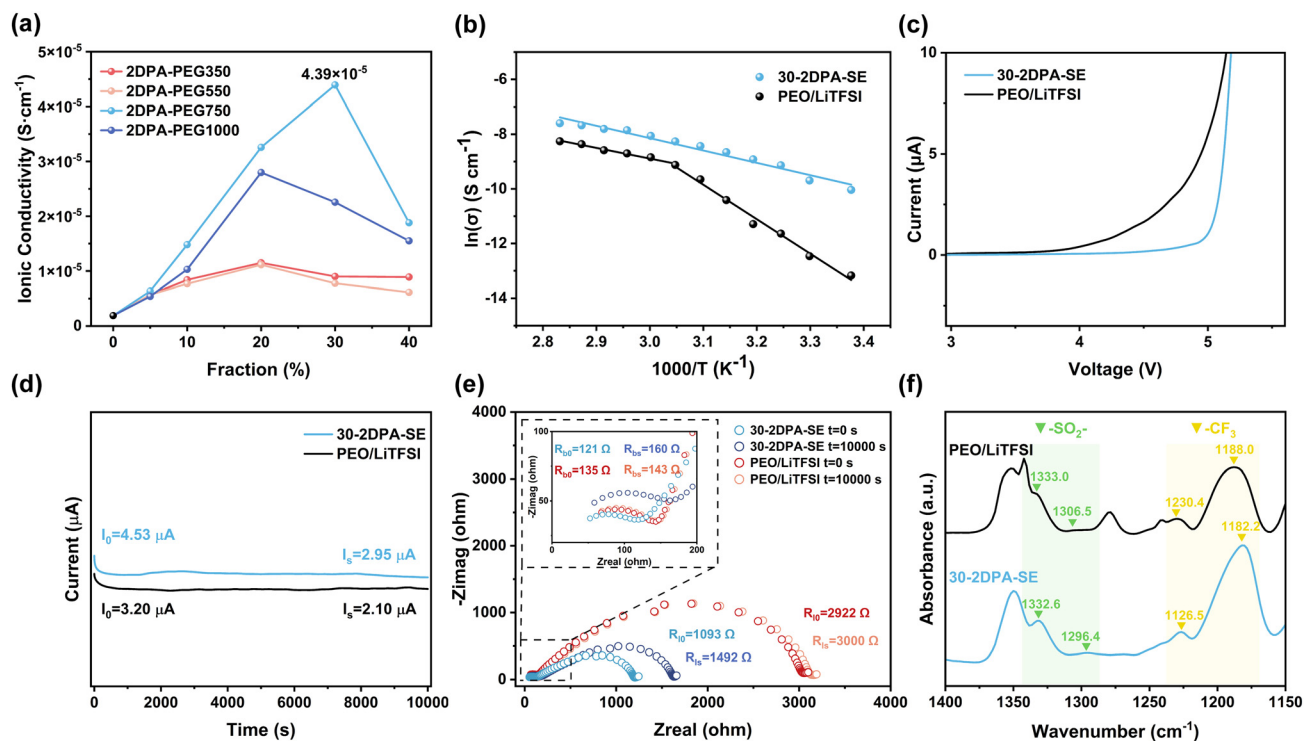 (a)
Ionic Conductivity (S·cm⁻¹)
5×10⁻⁵
4×10⁻⁵
3×10⁻⁵
2×10⁻⁵
1×10⁻⁵
0
2DPA-PEG350
2DPA-PEG550
2DPA-PEG750
2DPA-PEG1000
4.39×10⁻⁵
0 10 20 30 40
Fraction (%)
(b)
ln(σ) (S cm⁻¹)
-6
-8
-10
-12
-14
30-2DPA-SE
PEO/LiTFSI
2.8 2.9 3.0 3.1 3.2 3.3 3.4
1000/T (K⁻¹)
(c)
Current (μA)
10
5
0
30-2DPA-SE
PEO/LiTFSI
3 4 5
Voltage (V)
(d)
Current (μA)
30-2DPA-SE
PEO/LiTFSI
I₀=4.53 μA
Iₛ=2.95 μA
I₀=3.20 μA
Iₛ=2.10 μA
0 2000 4000 6000 8000 10000
Time (s)
(e)
-Zimag (ohm)
4000
3000
2000
1000
0
100
50
-Zimag (ohm)
R_b0=121 Ω R_bs=160 Ω
R_b0=135 Ω R_bs=143 Ω
0 100 200
Zreal (ohm)
30-2DPA-SE t=0 s
30-2DPA-SE t=10000 s
PEO/LiTFSI t=0 s
PEO/LiTFSI t=10000 s
R_I0=2922 Ω
R_I0=1093 Ω
R_Is=3000 Ω
R_Is=1492 Ω
0 1000 2000 3000 4000
Zreal (ohm)
(f)
Absorbance (a.u.)
-SO₂-
-CF₃
PEO/LiTFSI
1333.0
1306.5
1230.4
1188.0
1182.2
30-2DPA-SE
1332.6
1296.4
1126.5
1400 1350 1300 1250 1200 1150
Wavenumber (cm⁻¹)